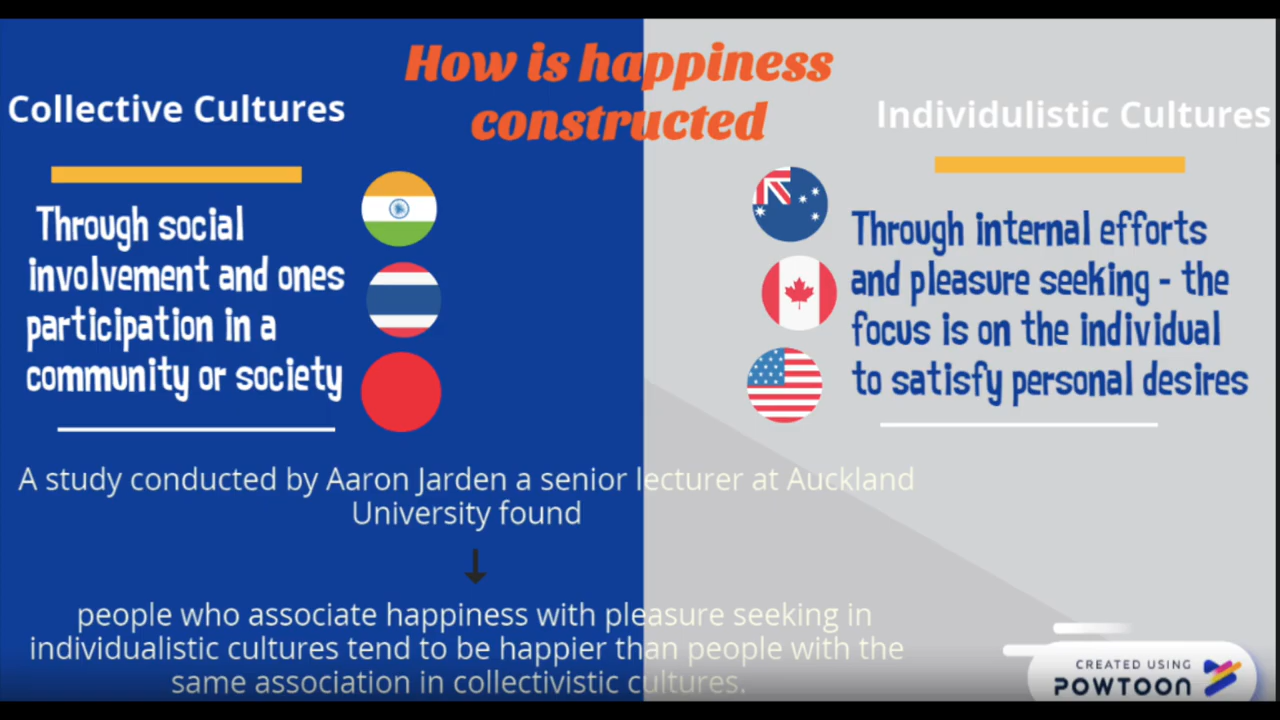 How is happiness
constructed
Collective Cultures
Through social
involvement and ones
participation in a
community or society
Individulistic Cultures
Through internal efforts
and pleasure seeking - the
focus is on the individual
to satisfy personal desires
A study conducted by Aaron Jarden a senior lecturer at Auckland
University found
people who associate happiness with pleasure seeking in
individualistic cultures tend to be happier than people with the
same association in collectivistic cultures.
CREATED USING
POWTOON